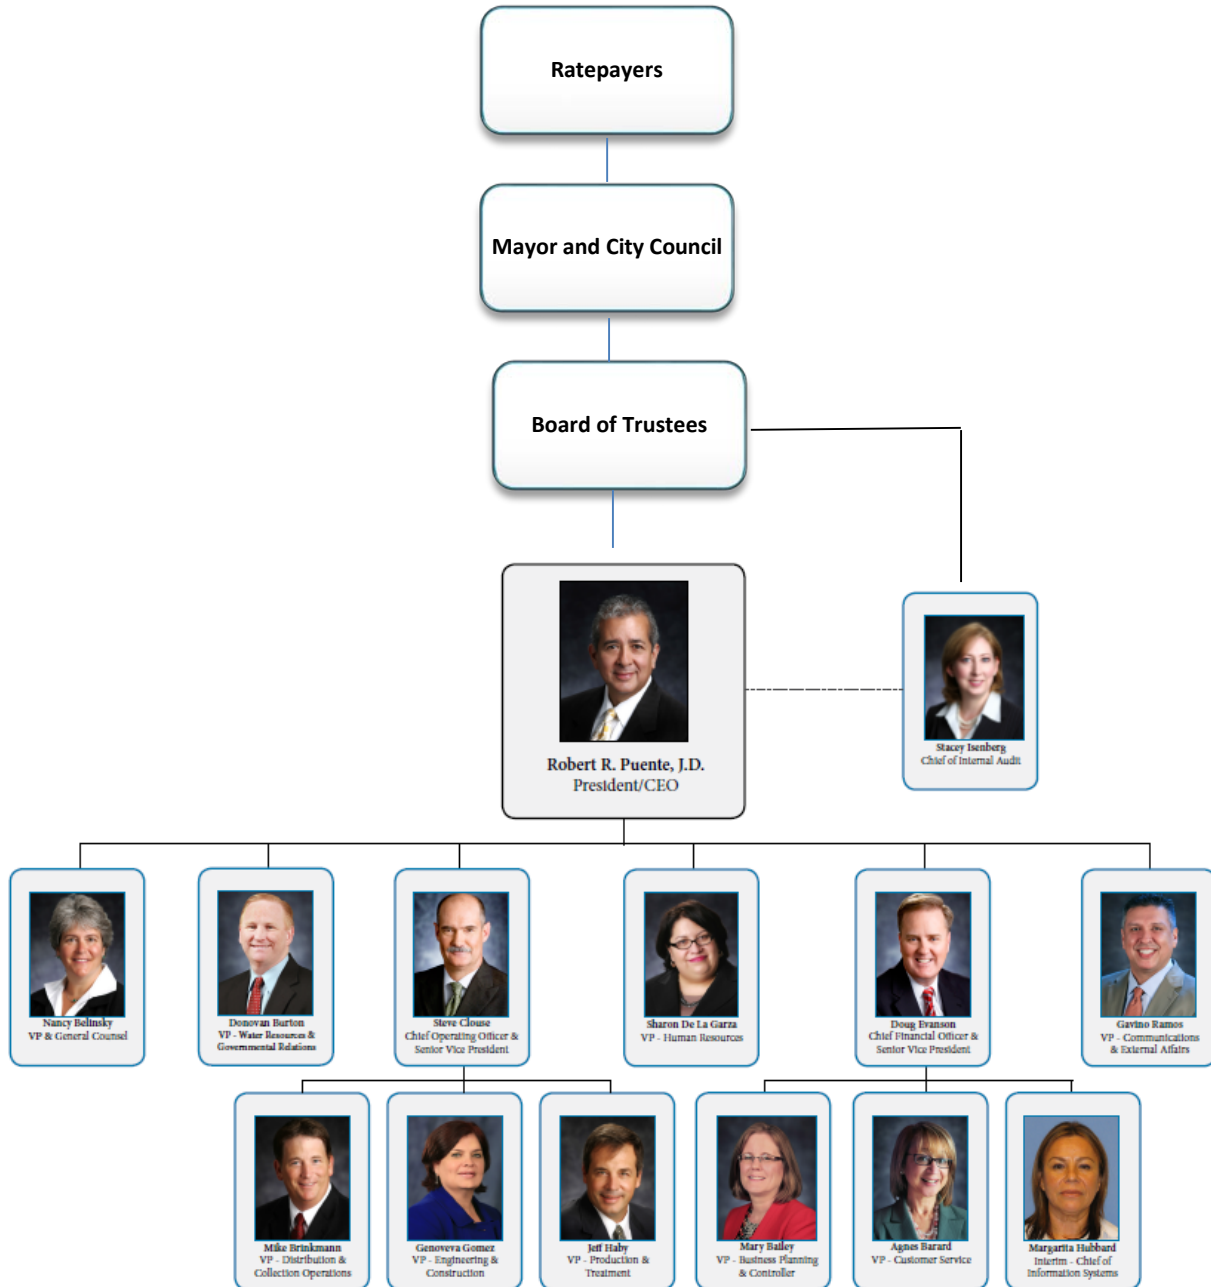 Ratepayers
Mayor and City Council
Board of Trustees
Robert R. Puente, J.D.
President/CEO
Stacey Isenberg
Chief of Internal Audit
Nancy Belinsky
VP & General Counsel
Donovan Burton
VP - Water Resources &
Governmental Relations
Steve Clouse
Chief Operating Officer &
Senior Vice President
Sharon De La Garza
VP - Human Resources
Doug Evanson
Chief Financial Officer &
Senior Vice President
Gavino Ramos
VP - Communications
& External Affairs
Mike Brinkmann
VP - Distribution &
Collection Operations
Genoveva Gomez
VP - Engineering &
Construction
Jeff Haby
VP - Production &
Treatment
Mary Bailey
VP - Business Planning
& Controller
Agnes Barard
VP - Customer Service
Margarita Hubbard
Interim - Chief of
Information Systems